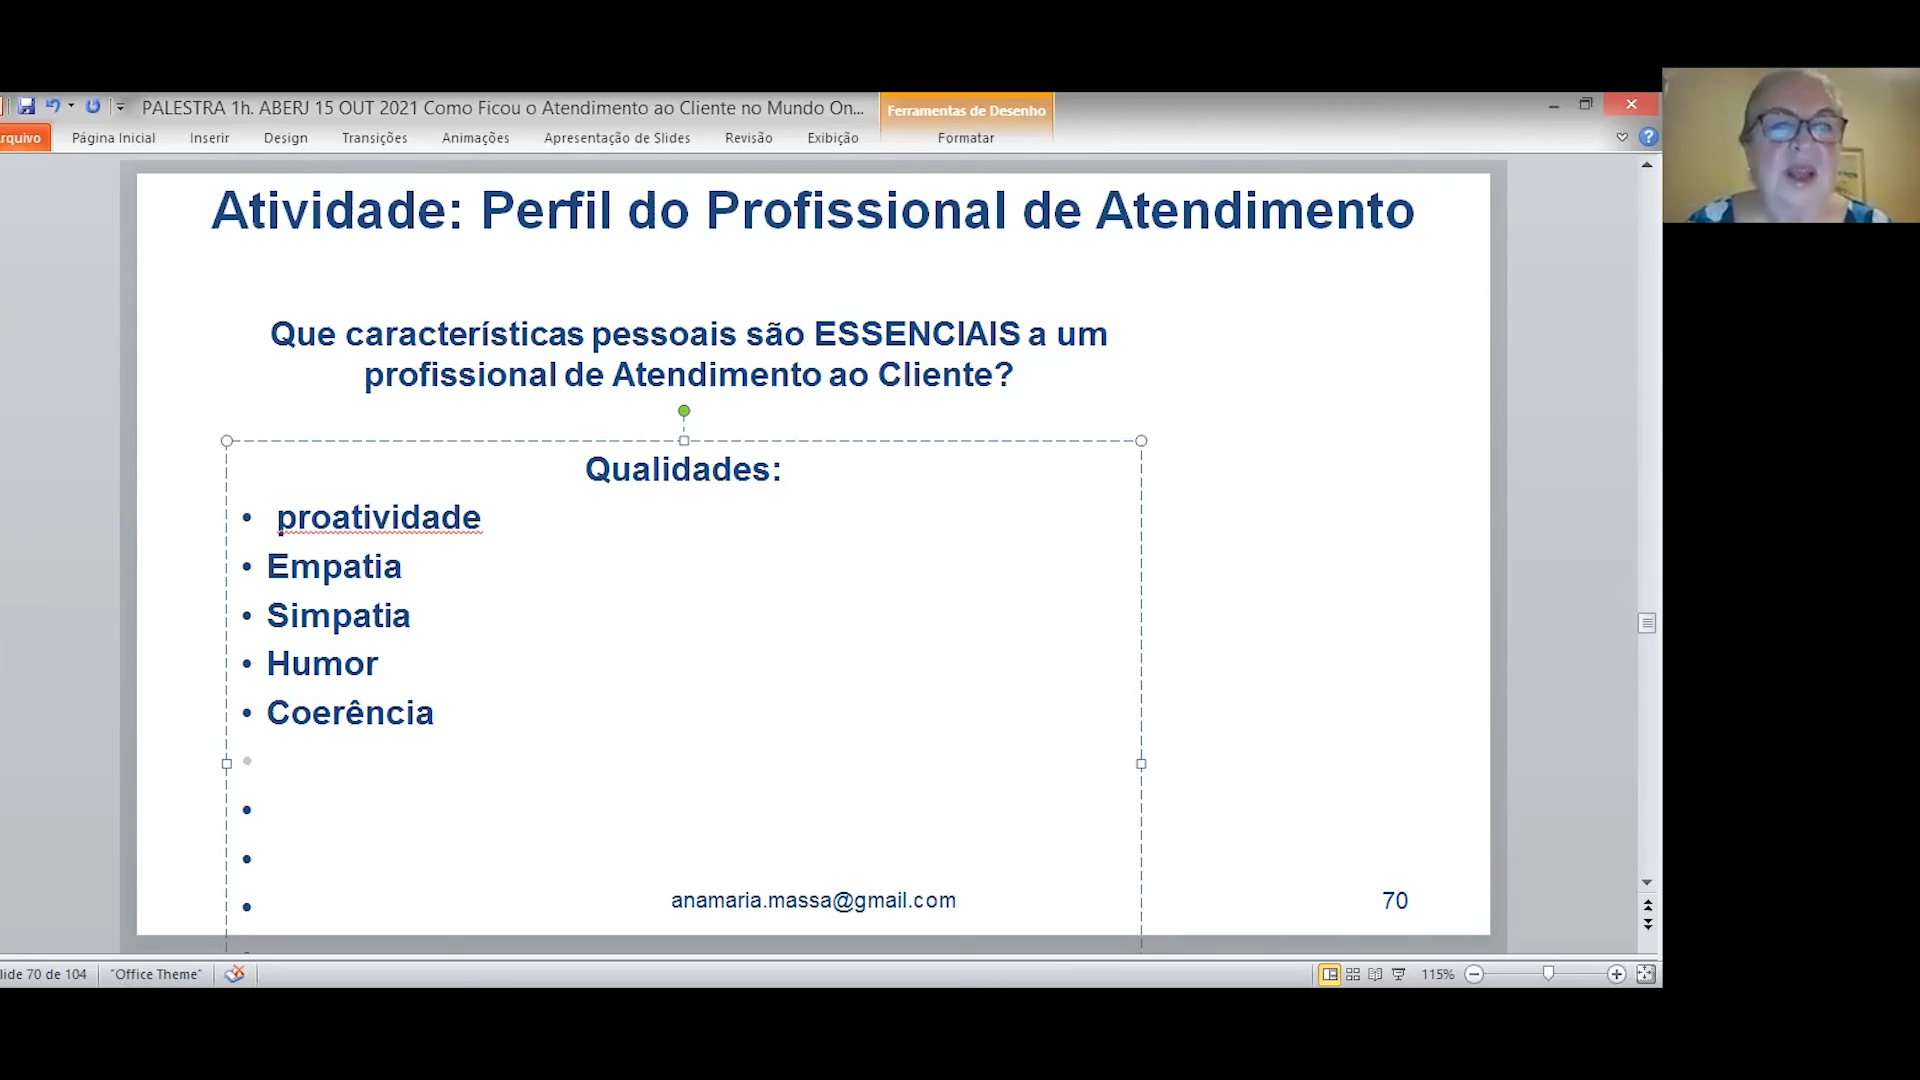 PALESTRA 1h. ABERJ 15 OUT 2021 Como Ficou o Atendimento ao Cliente no Mundo On...
Ferramentas de Desenho
rquivo Página Inicial Inserir Design Transições Animações Apresentação de Slides Revisão Exibição Formatar
Atividade: Perfil do Profissional de Atendimento
Que características pessoais são ESSENCIAIS a um
profissional de Atendimento ao Cliente?
Qualidades:
• proatividade
• Empatia
• Simpatia
• Humor
• Coerência
anamaria.massa@gmail.com
70
lide 70 de 104 "Office Theme" 115%